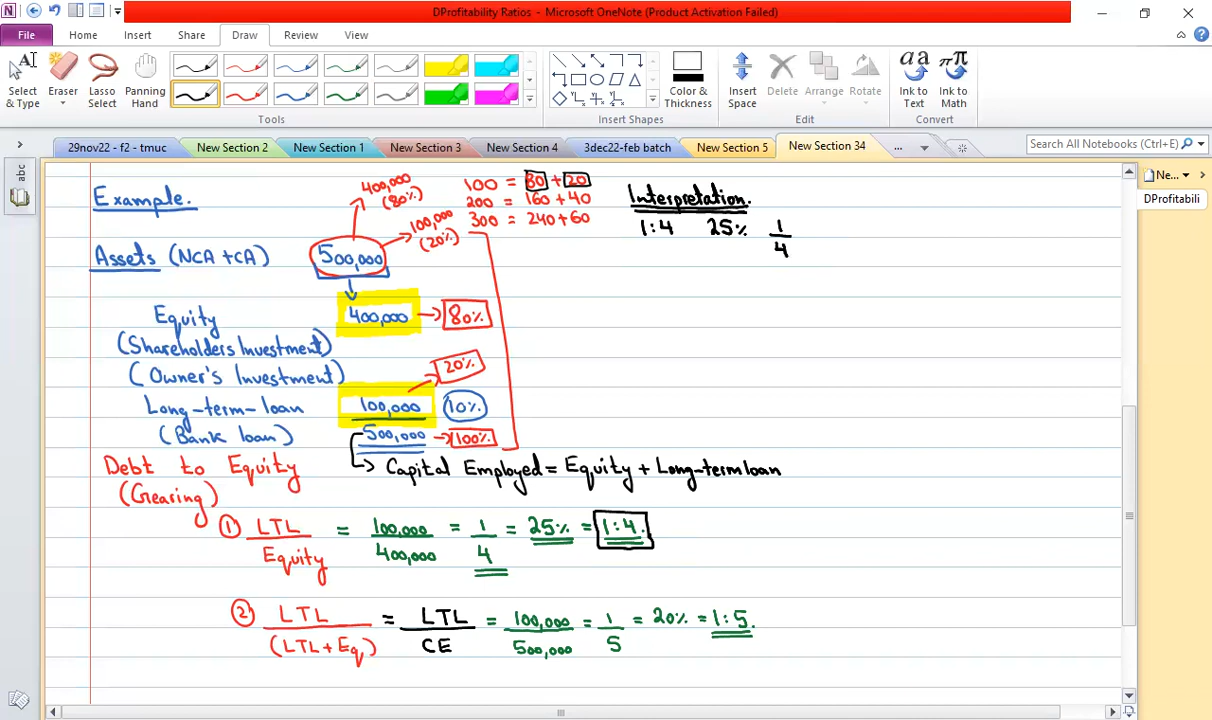 DProfitability Ratios - Microsoft OneNote (Product Activation Failed)
File Home Insert Share Draw Review View
Select & Type
Eraser
Lasso Select
Panning Hand
Color & Thickness
Insert Space
Delete
Arrange
Rotate
Ink to Text
Ink to Math
Tools
Insert Shapes
Edit
Convert
29nov22 - f2 - tmuc New Section 2 New Section 1 New Section 3 New Section 4 3dec22-feb batch New Section 5 New Section 34 ... Search All Notebooks (Ctrl+E)
abc
Ne...
DProfitabili
Example.
400,000
(80%)
100,000
(20%)
100 = 80 + 20
200 = 160 + 40
300 = 240 + 60
Interpretation.
1:4 25% 1/4
Assets (NCA + CA) 500,000
Equity 400,000 → 80%
(Shareholders Investment)
(Owner's Investment) 20%
Long-term-loan 100,000 10%
(Bank loan) 500,000 → 100%
Debt to Equity
(Gearing)
Capital Employed = Equity + Long-term loan
① LTL/Equity = 100,000/400,000 = 1/4 = 25% = 1:4.
② LTL/(LTL + Eq) = LTL/CE = 100,000/500,000 = 1/5 = 20% = 1:5.